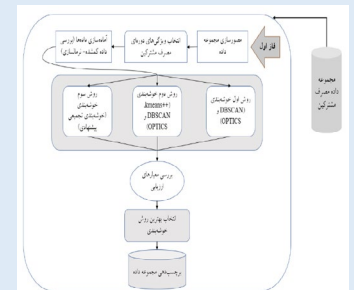 مجموعه
داده مصرف
مشترکین
فاز اول
مصورسازی مجموعه
داده
انتخاب ویژگی‌های دوره‌ای
مصرف مشترکین
آماده‌سازی داده‌ها (بررسی
داده گمشده- نرمالسازی)
روش اول خوشه‌بندی
(DBSCAN و
OPTICS)
روش دوم خوشه‌بندی
(kmeans++
و DBSCAN
OPTICS)
روش سوم
خوشه‌بندی
(خوشه‌بندی تجمیعی
پیشنهادی)
بررسی معیارهای
ارزیابی
انتخاب بهترین روش
خوشه‌بندی
برچسب‌دهی مجموعه داده